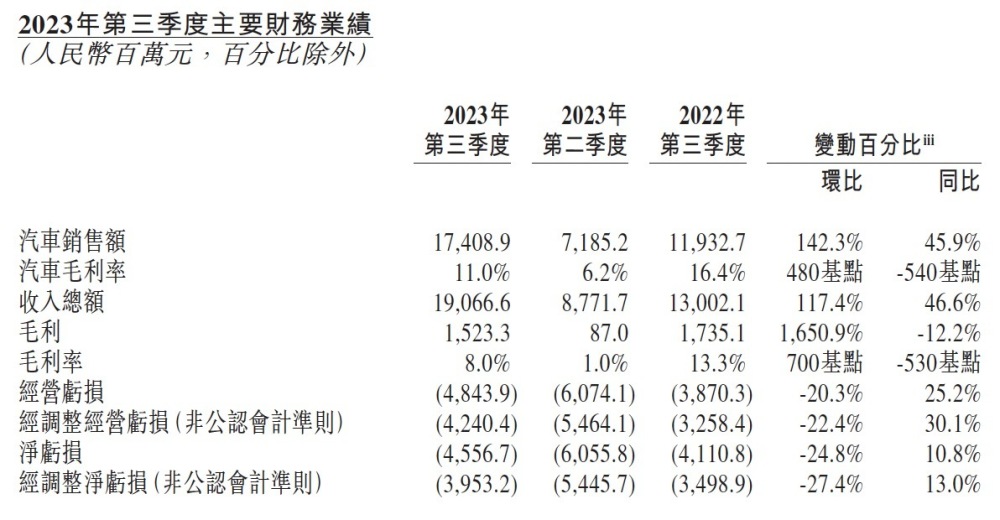 2023年第三季度主要財務業績
(人民幣百萬元，百分比除外)
2023年 2023年 2022年
第三季度 第二季度 第三季度 變動百分比iii
環比 同比
汽車銷售額 17,408.9 7,185.2 11,932.7 142.3% 45.9%
汽車毛利率 11.0% 6.2% 16.4% 480基點 -540基點
收入總額 19,066.6 8,771.7 13,002.1 117.4% 46.6%
毛利 1,523.3 87.0 1,735.1 1,650.9% -12.2%
毛利率 8.0% 1.0% 13.3% 700基點 -530基點
經營虧損 (4,843.9) (6,074.1) (3,870.3) -20.3% 25.2%
經調整經營虧損(非公認會計準則) (4,240.4) (5,464.1) (3,258.4) -22.4% 30.1%
淨虧損 (4,556.7) (6,055.8) (4,110.8) -24.8% 10.8%
經調整淨虧損(非公認會計準則) (3,953.2) (5,445.7) (3,498.9) -27.4% 13.0%